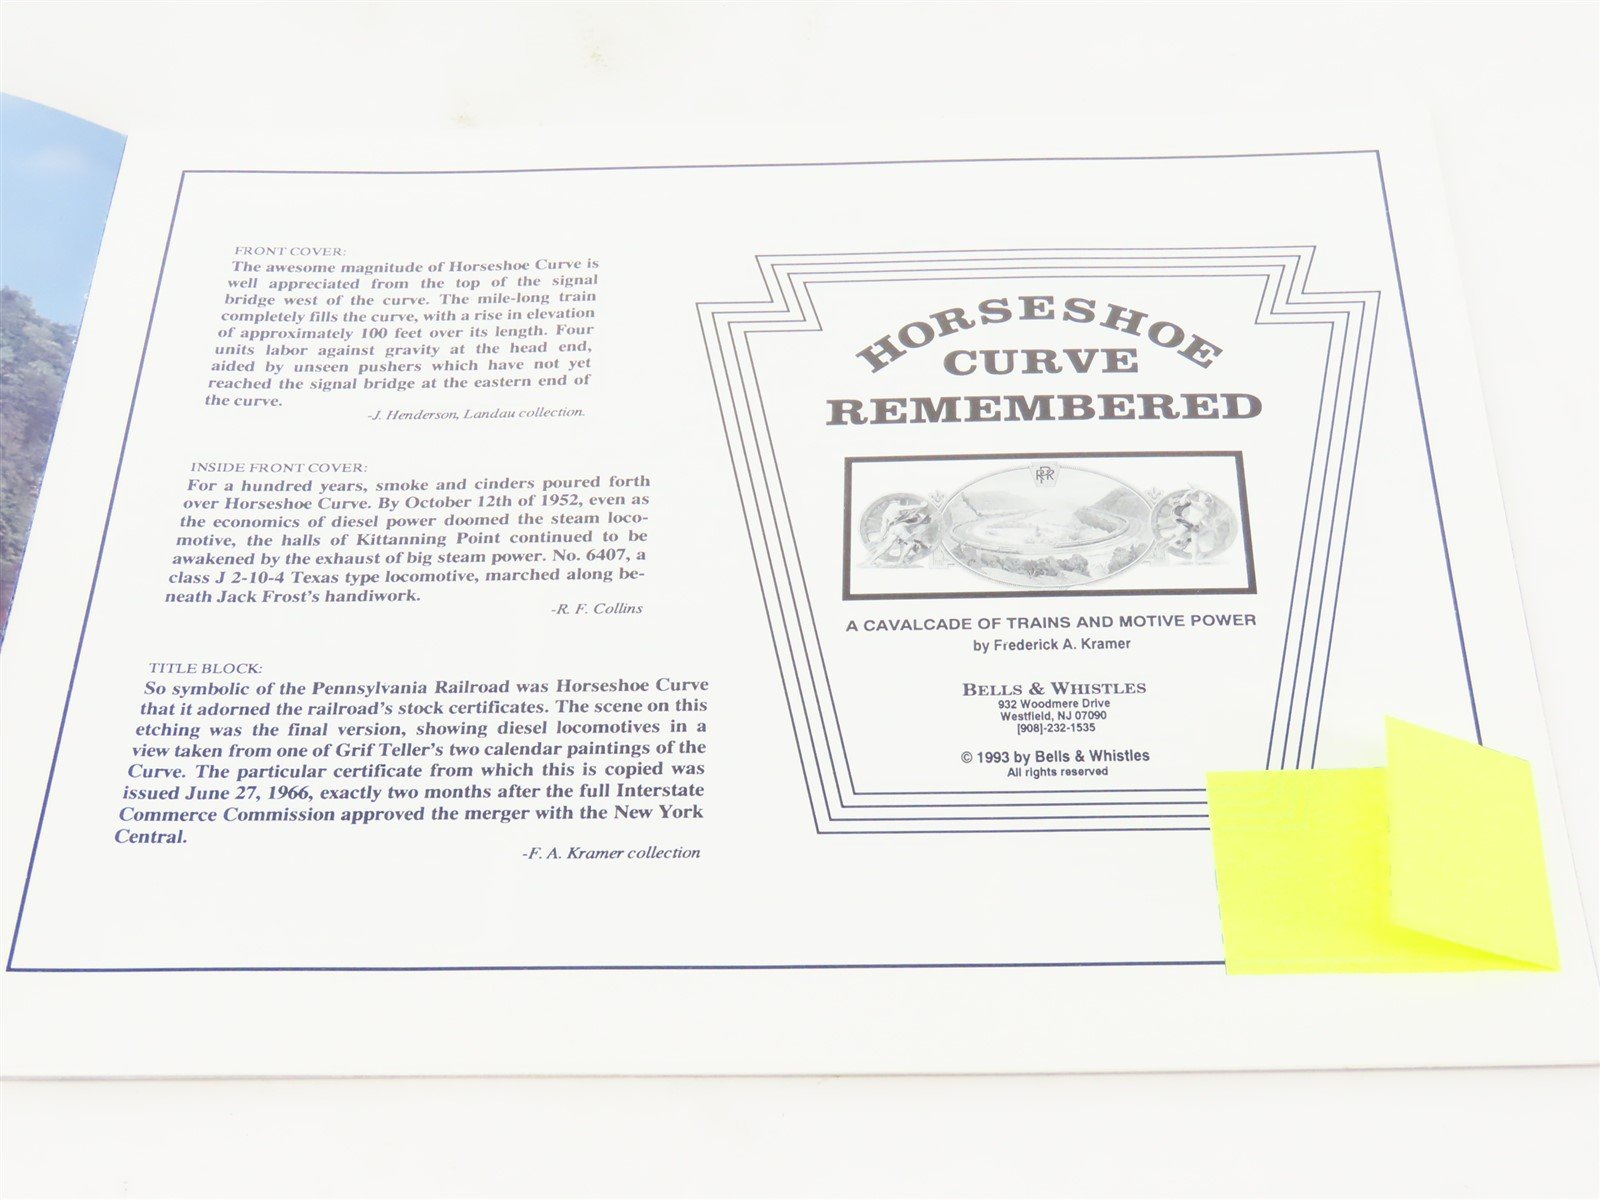 FRONT COVER:
The awesome magnitude of Horseshoe Curve is
well appreciated from the top of the signal
bridge west of the curve. The mile-long train
completely fills the curve, with a rise in elevation
of approximately 100 feet over its length. Four
units labor against gravity at the head end,
aided by unseen pushers which have not yet
reached the signal bridge at the eastern end of
the curve.
-J. Henderson, Landau collection.
INSIDE FRONT COVER:
For a hundred years, smoke and cinders poured forth
over Horseshoe Curve. By October 12th of 1952, even as
the economics of diesel power doomed the steam loco-
motive, the halls of Kittanning Point continued to be
awakened by the exhaust of big steam power. No. 6407, a
class J 2-10-4 Texas type locomotive, marched along be-
neath Jack Frost's handiwork.
-R. F. Collins
TITLE BLOCK:
So symbolic of the Pennsylvania Railroad was Horseshoe Curve
that it adorned the railroad's stock certificates. The scene on this
etching was the final version, showing diesel locomotives in a
view taken from one of Grif Teller's two calendar paintings of the
Curve. The particular certificate from which this is copied was
issued June 27, 1966, exactly two months after the full Interstate
Commerce Commission approved the merger with the New York
Central.
-F. A. Kramer collection
HORSESHOE
CURVE
REMEMBERED
PRR
A CAVALCADE OF TRAINS AND MOTIVE POWER
by Frederick A. Kramer
BELLS & WHISTLES
932 Woodmere Drive
Westfield, NJ 07090
[908]-232-1535
© 1993 by Bells & Whistles
All rights reserved